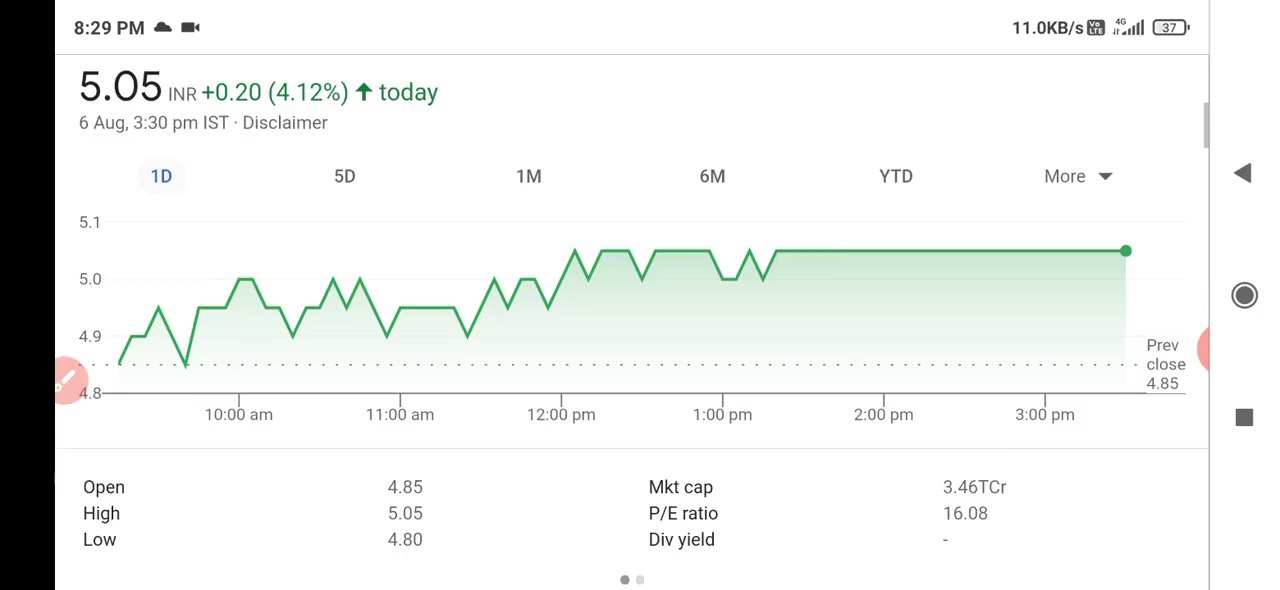 8:29 PM 11.0KB/s Vo LTE 4G 37
5.05 INR +0.20 (4.12%) ↑ today
6 Aug, 3:30 pm IST · Disclaimer
1D 5D 1M 6M YTD More
5.1
5.0
4.9
4.8
Prev
close
4.85
10:00 am 11:00 am 12:00 pm 1:00 pm 2:00 pm 3:00 pm
Open 4.85 Mkt cap 3.46TCr
High 5.05 P/E ratio 16.08
Low 4.80 Div yield -